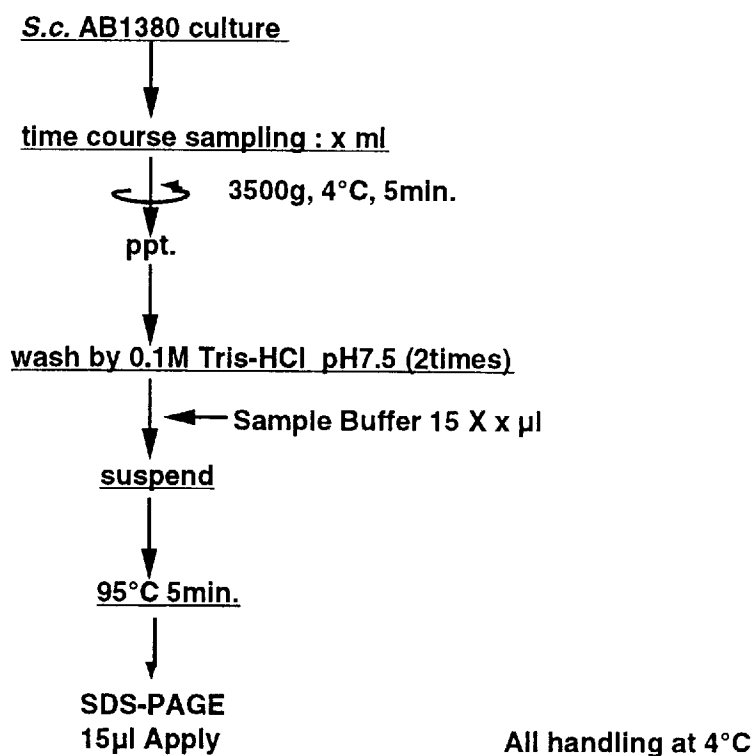 S.c. AB1380 culture
time course sampling : x ml
3500g, 4°C, 5min.
ppt.
wash by 0.1M Tris-HCl pH7.5 (2times)
Sample Buffer 15 X x µl
suspend
95°C 5min.
SDS-PAGE
15µl Apply
All handling at 4°C